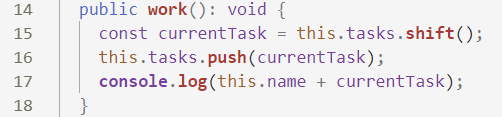 14 public work(): void {
15 const currentTask = this.tasks.shift();
16 this.tasks.push(currentTask);
17 console.log(this.name + currentTask);
18 }